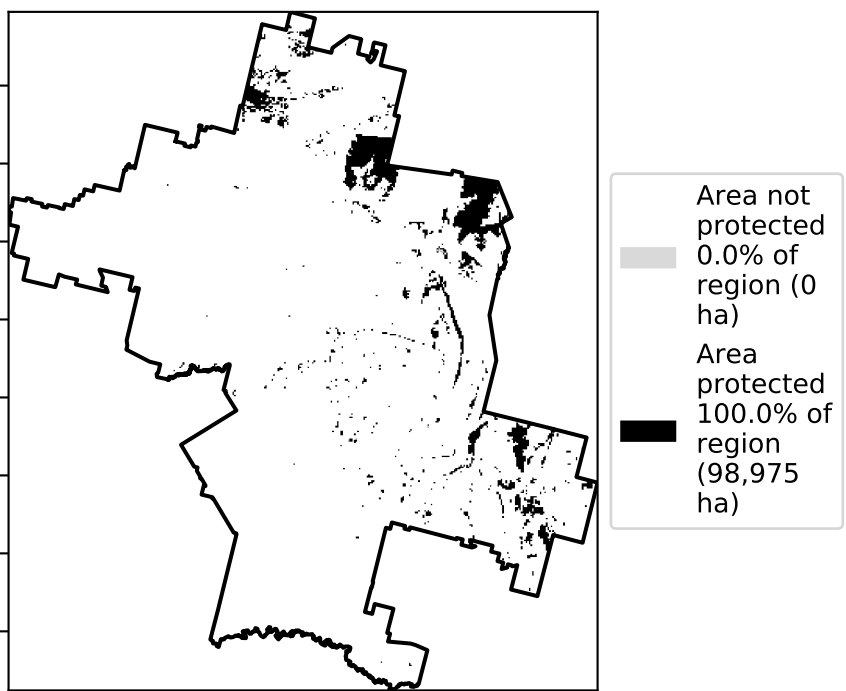 Area not
protected
0.0% of
region (0
ha)
Area
protected
100.0% of
region
(98,975
ha)